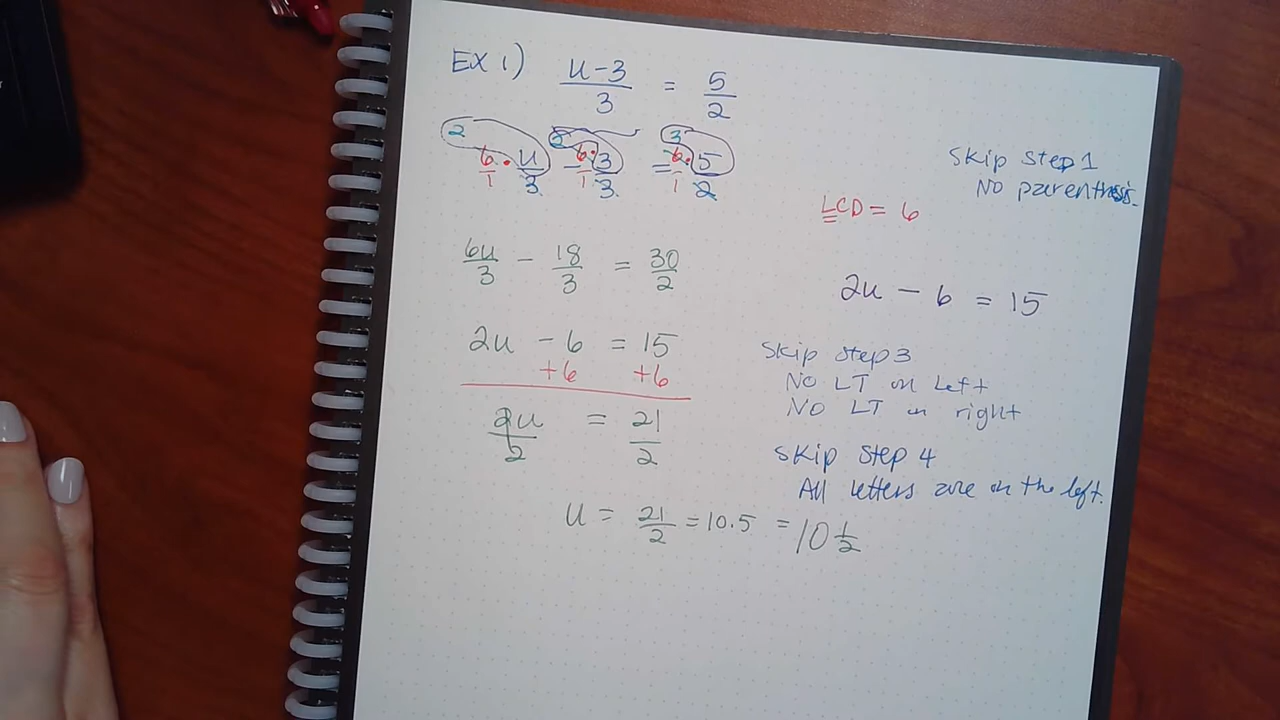 EX 1) u-3/3 = 5/2
2 2 3
6/1 · u/3 - 6/1 · 3/3 = 6/1 · 5/2
Skip Step 1
No parenthesis.
LCD = 6
6u/3 - 18/3 = 30/2
2u - 6 = 15
2u - 6 = 15
+6 +6
2u/2 = 21/2
Skip Step 3
No LT on left
No LT on right
Skip Step 4
All letters are on the left.
u = 21/2 = 10.5 = 10 1/2